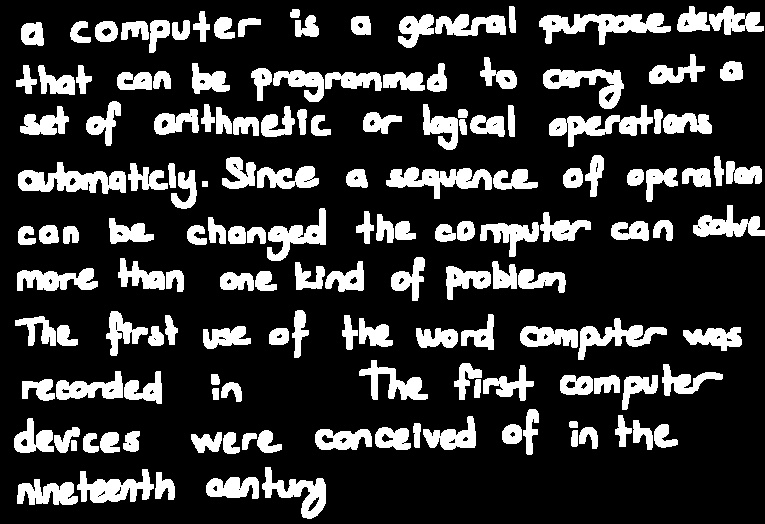 a computer is a general purpose device
that can be programmed to carry out a
set of arithmetic or logical operations
automaticly. Since a sequence of operation
can be changed the computer can solve
more than one kind of problem
The first use of the word computer was
recorded in The first computer
devices were conceived of in the
nineteenth century